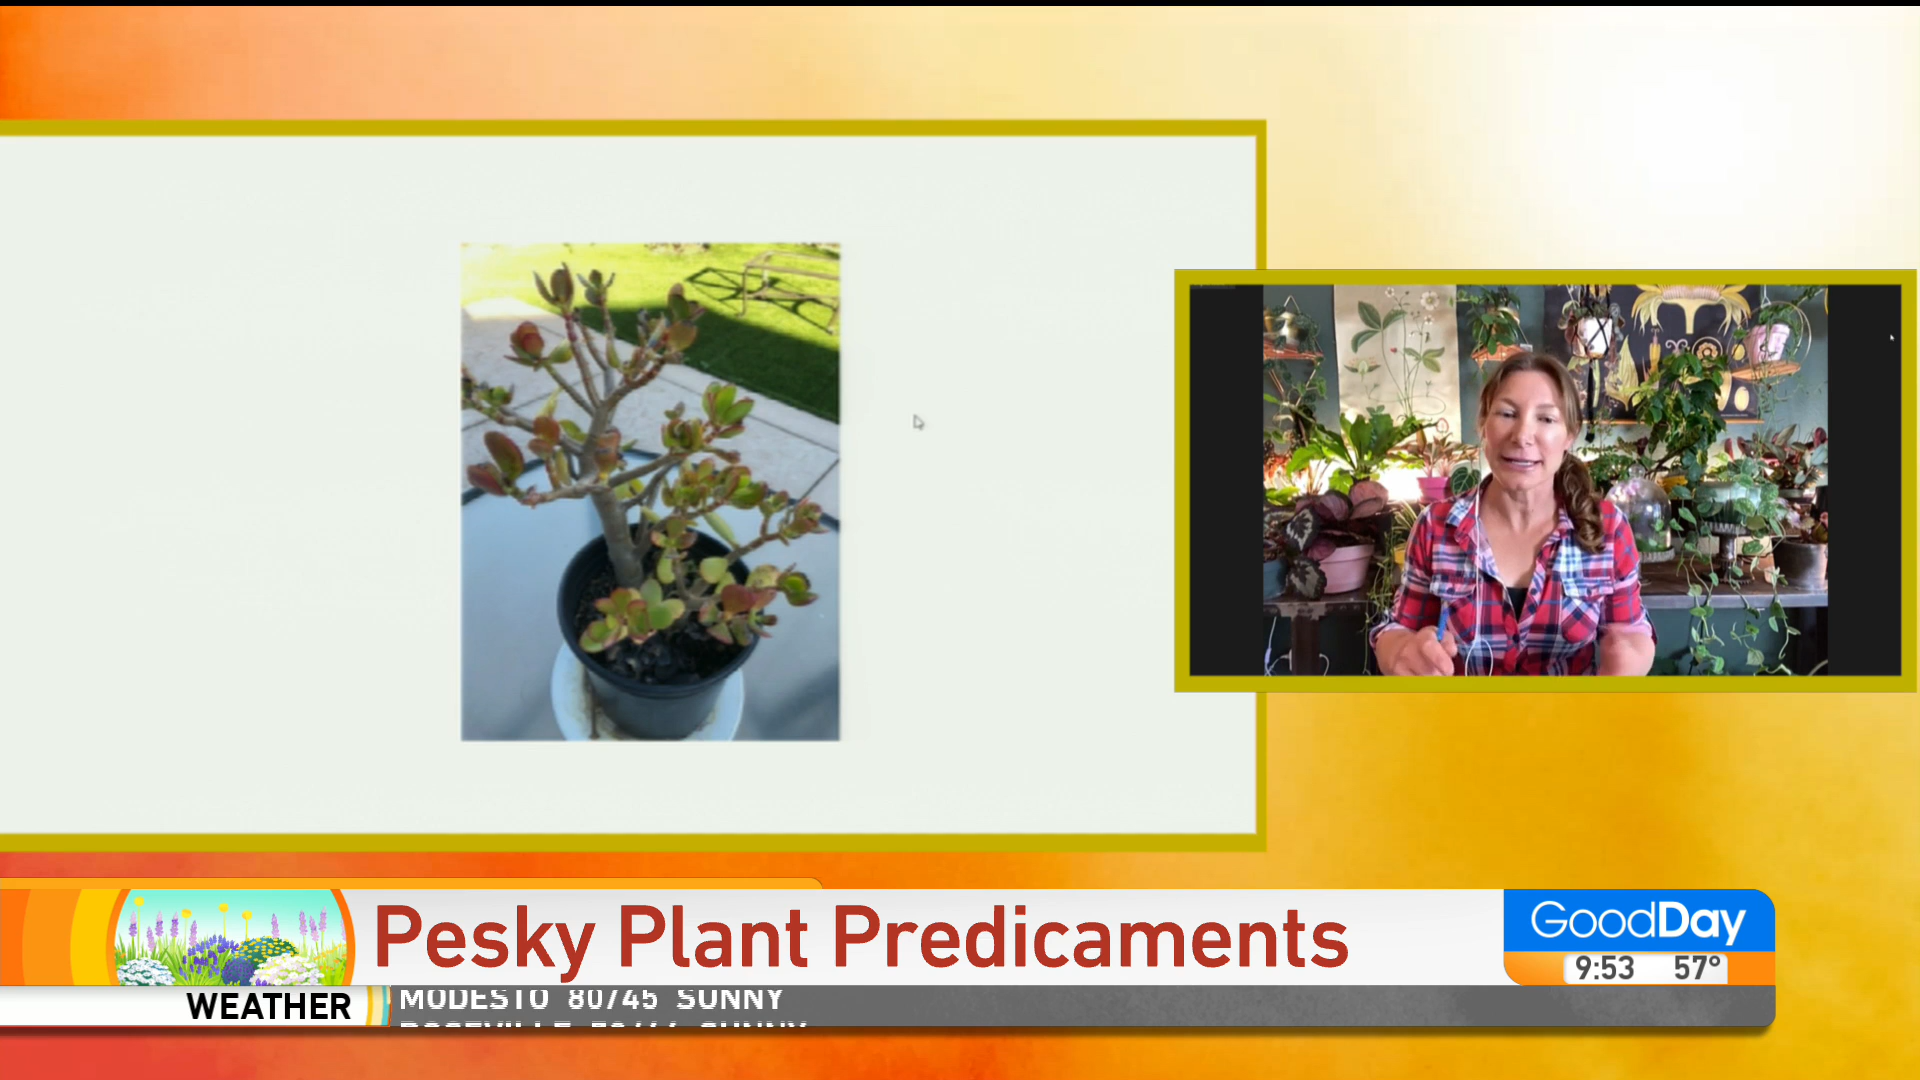 Pesky Plant Predicaments
GoodDay
9:53 57°
WEATHER
MODESTO 80/45 SUNNY